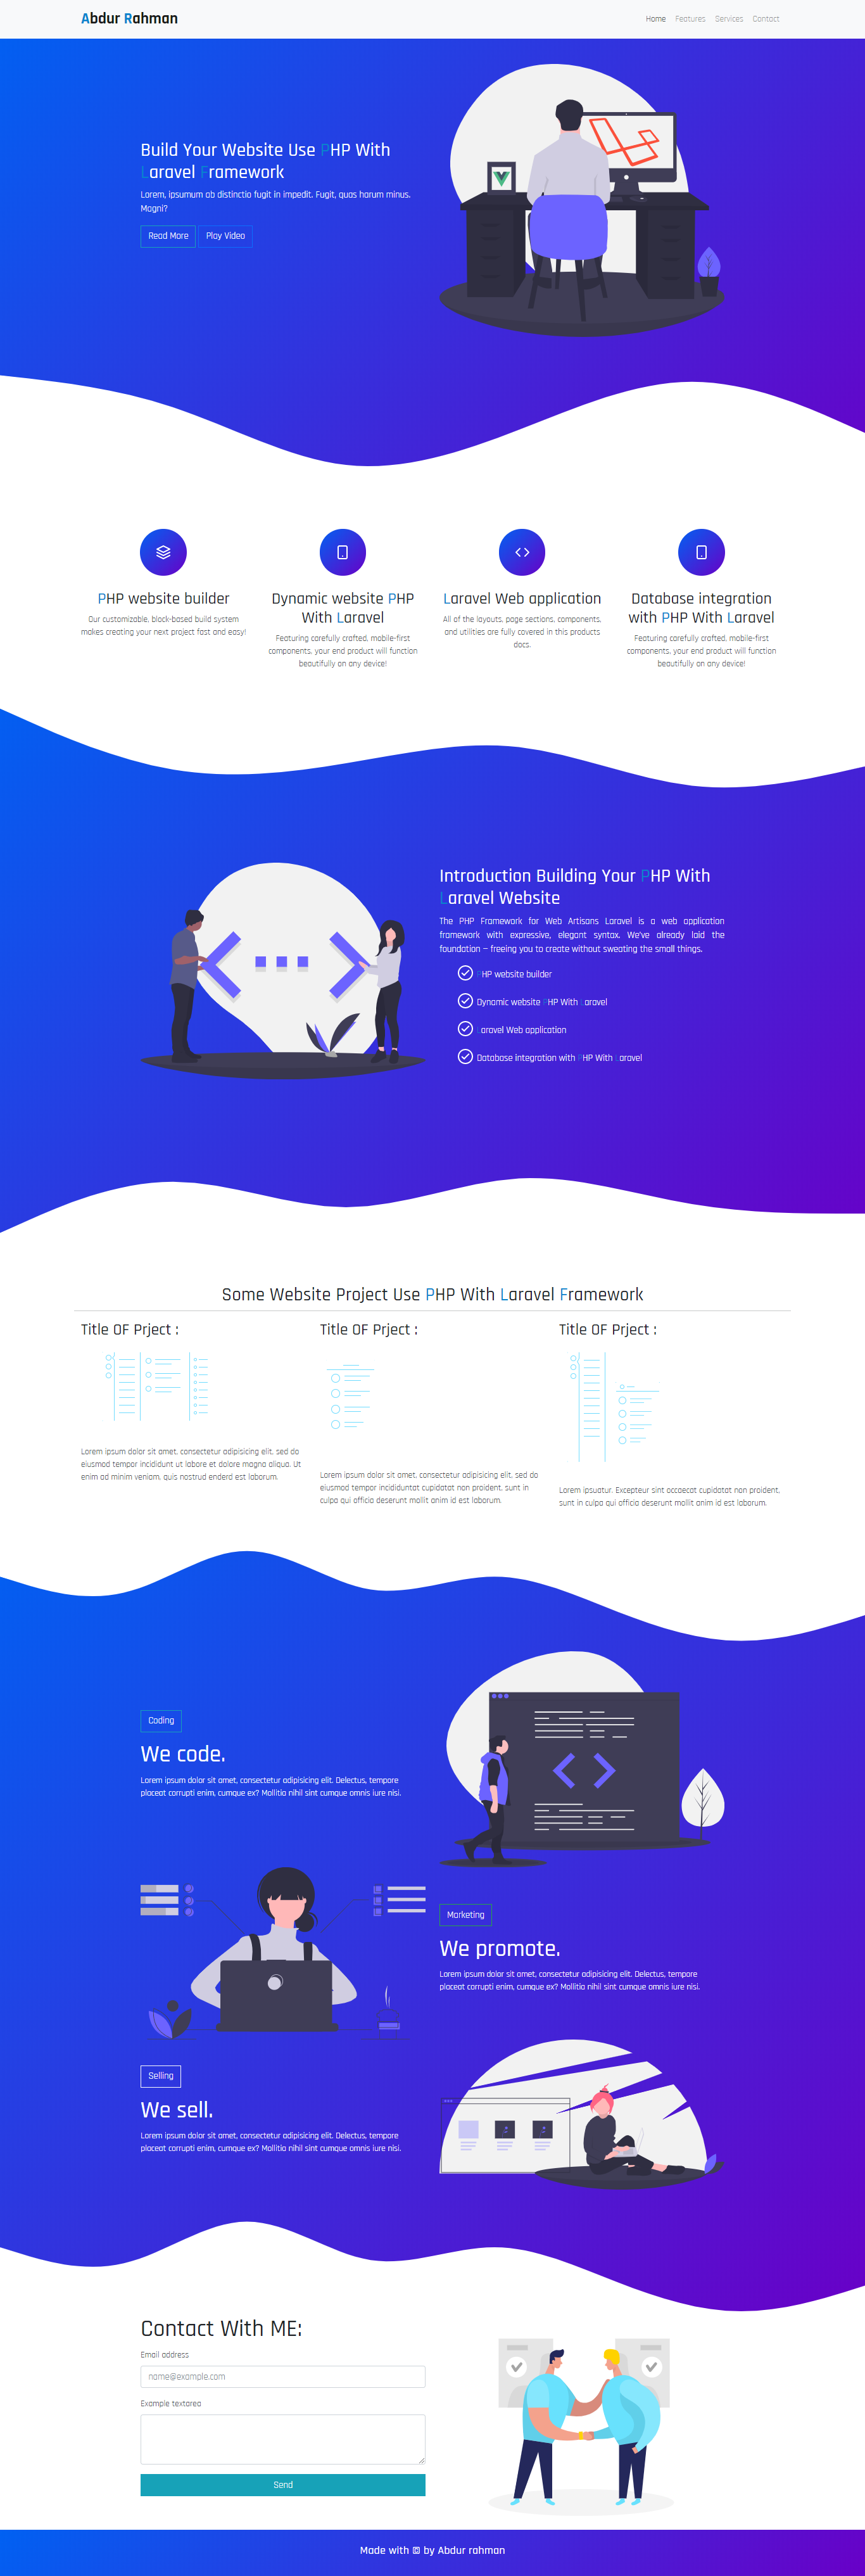 Abdur Rahman
Home Features Services Contact
Build Your Website Use PHP With
Laravel Framework
Lorem, ipsumum ab distinctio fugit in impedit. Fugit, quas harum minus.
Magni?
Read More Play Video
PHP website builder
Our customizable, block-based build system
makes creating your next project fast and easy!
Dynamic website PHP
With Laravel
Featuring carefully crafted, mobile-first
components, your end product will function
beautifully on any device!
Laravel Web application
All of the layouts, page sections, components,
and utilities are fully covered in this products
docs.
Database integration
with PHP With Laravel
Featuring carefully crafted, mobile-first
components, your end product will function
beautifully on any device!
Introduction Building Your PHP With
Laravel Website
The PHP Framework for Web Artisans Laravel is a web application
framework with expressive, elegant syntax. We've already laid the
foundation – freeing you to create without sweating the small things.
PHP website builder
Dynamic website PHP With Laravel
Laravel Web application
Database integration with PHP With Laravel
Some Website Project Use PHP With Laravel Framework
Title OF Prject :
Lorem ipsum dolor sit amet, consectetur adipisicing elit, sed do
eiusmod tempor incididunt ut labore et dolore magna aliqua. Ut
enim ad minim veniam, quis nostrud enderd est laborum.
Title OF Prject :
Lorem ipsum dolor sit amet, consectetur adipisicing elit, sed do
eiusmod tempor incididuntat cupidatat non proident, sunt in
culpa qui officia deserunt mollit anim id est laborum.
Title OF Prject :
Lorem ipsuatur. Excepteur sint occaecat cupidatat non proident,
sunt in culpa qui officia deserunt mollit anim id est laborum.
Coding
We code.
Lorem ipsum dolor sit amet, consectetur adipisicing elit. Delectus, tempore
placeat corrupti enim, cumque ex? Mollitia nihil sint cumque omnis iure nisi.
Marketing
We promote.
Lorem ipsum dolor sit amet, consectetur adipisicing elit. Delectus, tempore
placeat corrupti enim, cumque ex? Mollitia nihil sint cumque omnis iure nisi.
Selling
We sell.
Lorem ipsum dolor sit amet, consectetur adipisicing elit. Delectus, tempore
placeat corrupti enim, cumque ex? Mollitia nihil sint cumque omnis iure nisi.
Contact With ME:
Email address
name@example.com
Example textarea
Send
Made with by Abdur rahman